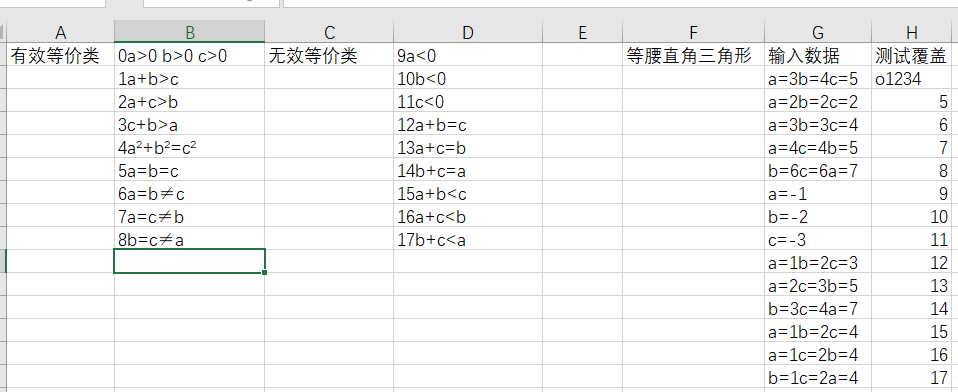 A B C D E F G H
有效等价类 0a>0 b>0 c>0 无效等价类 9a<0 等腰直角三角形 输入数据 测试覆盖
1a+b>c 10b<0 a=3b=4c=5 o1234
2a+c>b 11c<0 a=2b=2c=2 5
3c+b>a 12a+b=c a=3b=3c=4 6
4a²+b²=c² 13a+c=b a=4c=4b=5 7
5a=b=c 14b+c=a b=6c=6a=7 8
6a=b≠c 15a+b<c a=-1 9
7a=c≠b 16a+c<b b=-2 10
8b=c≠a 17b+c<a c=-3 11
a=1b=2c=3 12
a=2c=3b=5 13
b=3c=4a=7 14
a=1b=2c=4 15
a=1c=2b=4 16
b=1c=2a=4 17